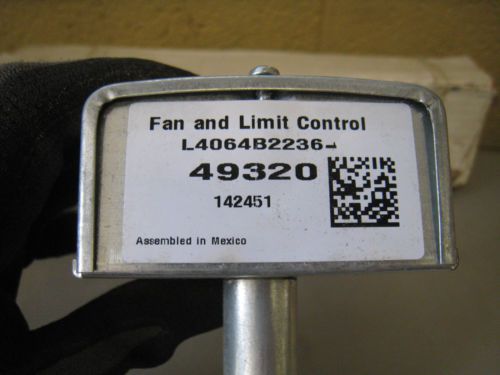 Fan and Limit Control
L4064B2236-
49320
142451
Assembled in Mexico